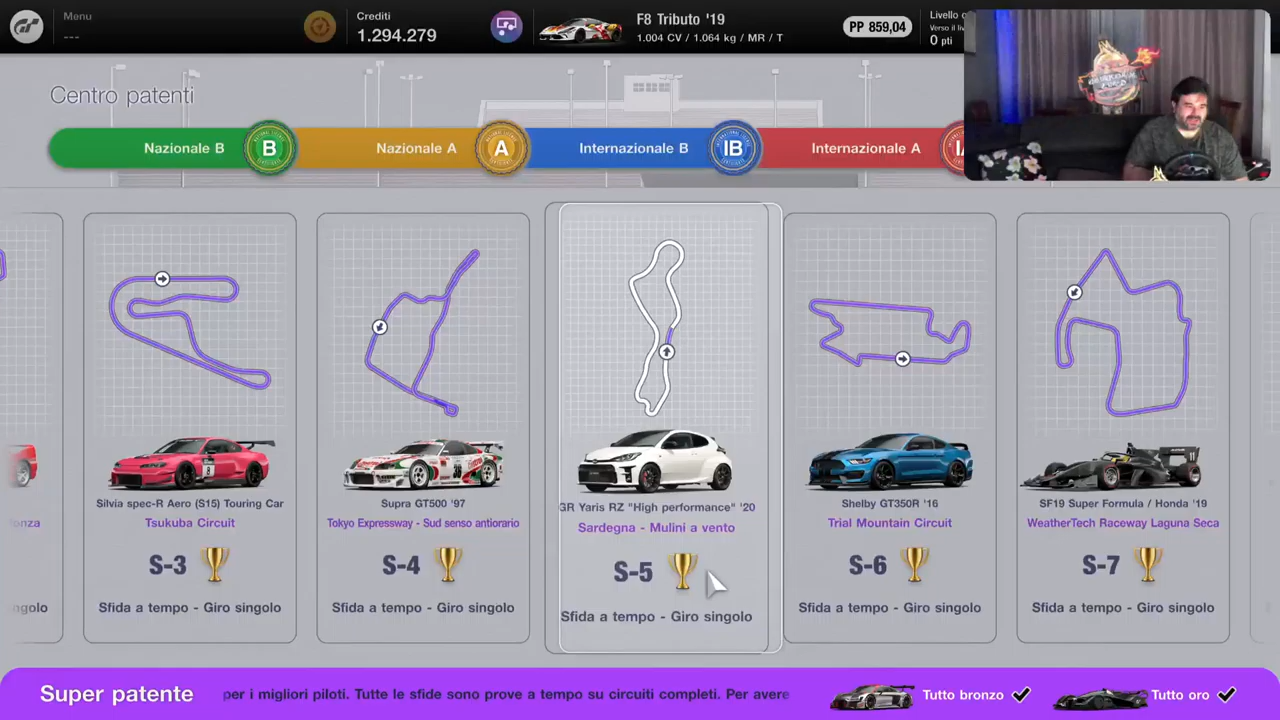 Menu
---
Crediti
1.294.279
F8 Tributo '19
1.004 CV / 1.064 kg / MR / T
PP 859,04
Livello
Verso il
0 pti
Centro patenti
Nazionale B
B
Nazionale A
A
Internazionale B
IB
Internazionale A
Silvia spec-R Aero (S15) Touring Car
Tsukuba Circuit
S-3
Sfida a tempo - Giro singolo
Supra GT500 '97
Tokyo Expressway - Sud senso antiorario
S-4
Sfida a tempo - Giro singolo
GR Yaris RZ "High performance" '20
Sardegna - Mulini a vento
S-5
Sfida a tempo - Giro singolo
Shelby GT350R '16
Trial Mountain Circuit
S-6
Sfida a tempo - Giro singolo
SF19 Super Formula / Honda '19
WeatherTech Raceway Laguna Seca
S-7
Sfida a tempo - Giro singolo
Super patente
per i migliori piloti. Tutte le sfide sono prove a tempo su circuiti completi. Per avere
Tutto bronzo
Tutto oro